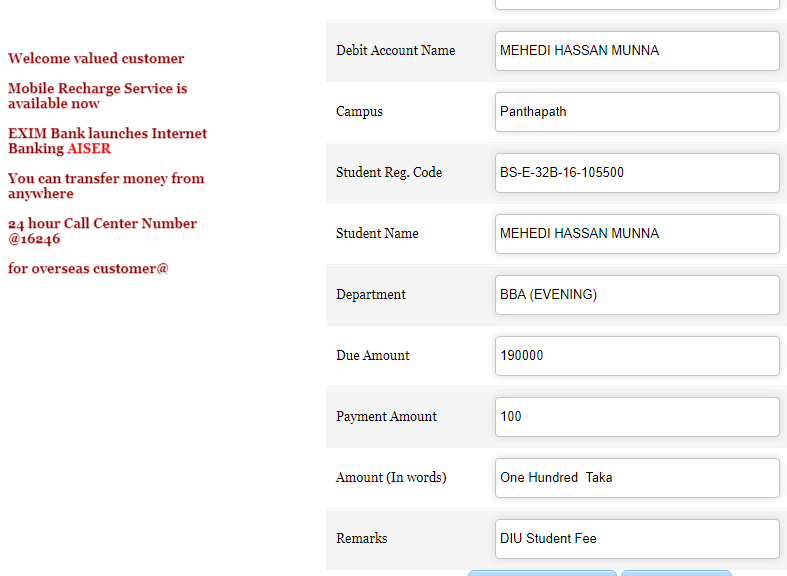 Welcome valued customer
Mobile Recharge Service is
available now
EXIM Bank launches Internet
Banking AISER
You can transfer money from
anywhere
24 hour Call Center Number
@16246
for overseas customer@
Debit Account Name MEHEDI HASSAN MUNNA
Campus Panthapath
Student Reg. Code BS-E-32B-16-105500
Student Name MEHEDI HASSAN MUNNA
Department BBA (EVENING)
Due Amount 190000
Payment Amount 100
Amount (In words) One Hundred  Taka
Remarks DIU Student Fee